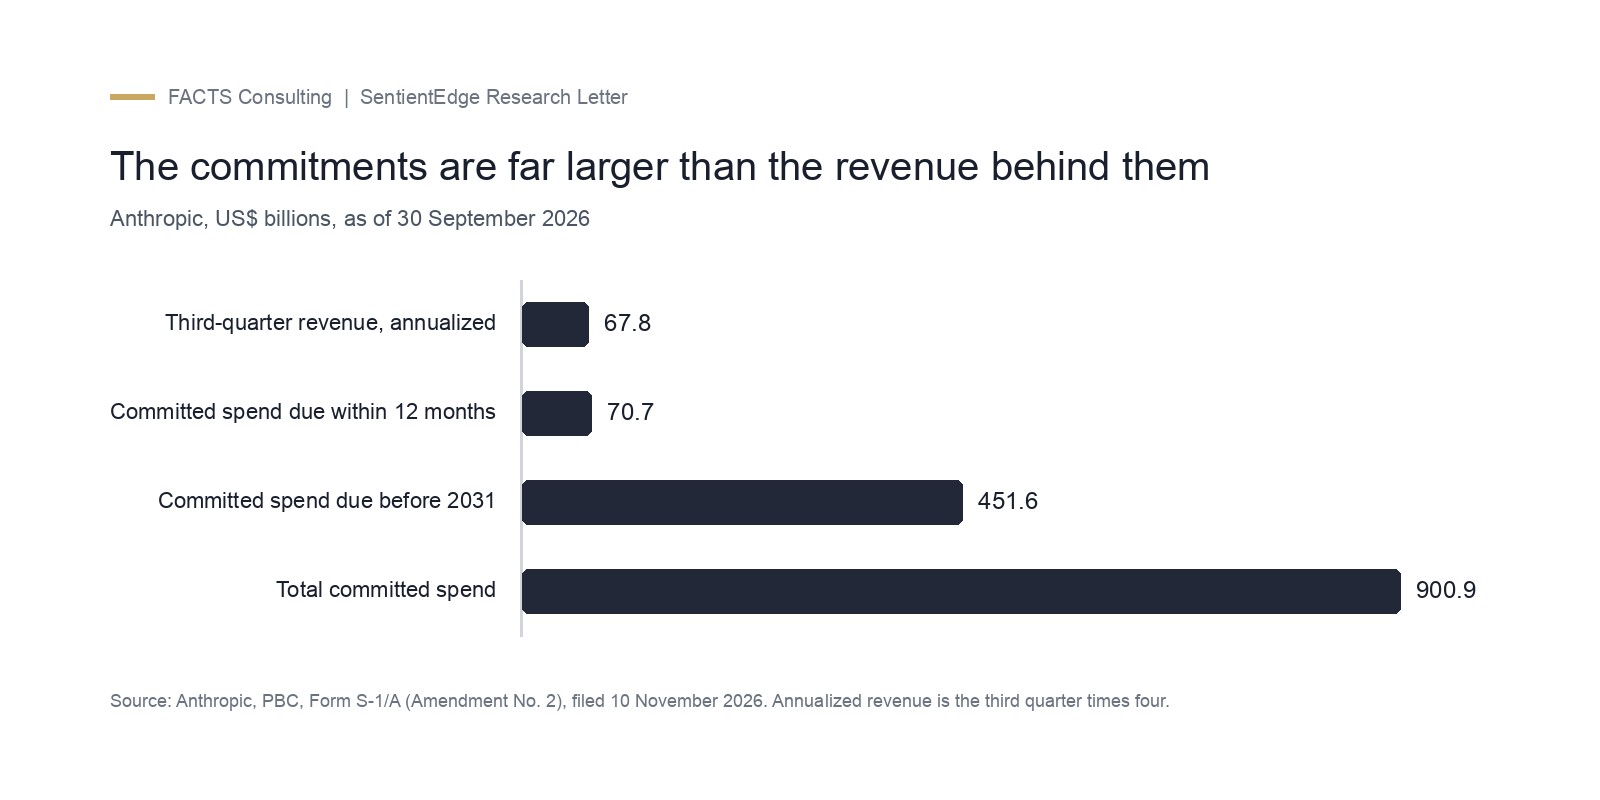 FACTS Consulting | SentientEdge Research Letter
The commitments are far larger than the revenue behind them
Anthropic, US$ billions, as of 30 September 2026
Third-quarter revenue, annualized 67.8
Committed spend due within 12 months 70.7
Committed spend due before 2031 451.6
Total committed spend 900.9
Source: Anthropic, PBC, Form S-1/A (Amendment No. 2), filed 10 November 2026. Annualized revenue is the third quarter times four.